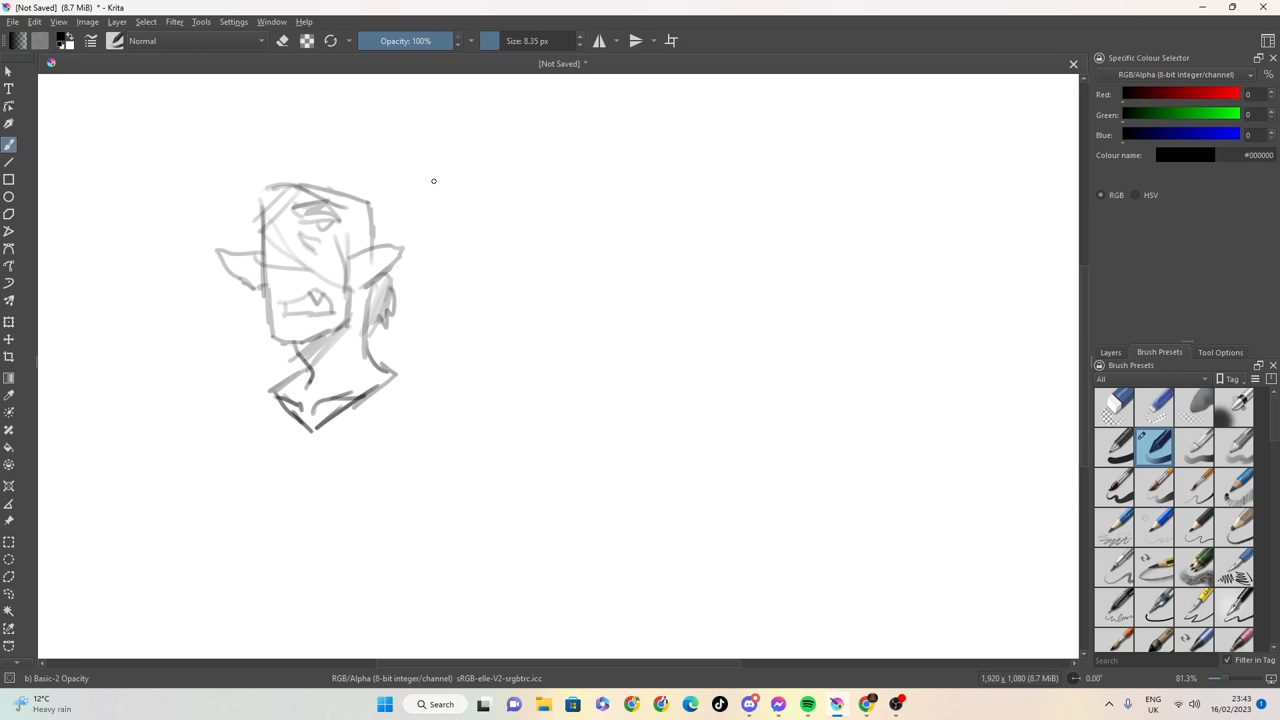 [Not Saved] (8.7 MiB) * - Krita
File Edit View Image Layer Select Filter Tools Settings Window Help
Normal Opacity: 100% Size: 8.35 px
[Not Saved] *
Specific Colour Selector
RGB/Alpha (8-bit integer/channel) %
Red: 0
Green: 0
Blue: 0
Colour name: #000000
RGB HSV
Layers Brush Presets Tool Options
Brush Presets
All Tag
Search Filter in Tag
b) Basic-2 Opacity RGB/Alpha (8-bit integer/channel) sRGB-elle-V2-srgbtrc.icc 1,920 x 1,080 (8.7 MiB) 0.00° 81.3%
12°C
Heavy rain
Search
ENG
UK
23:43
16/02/2023
1